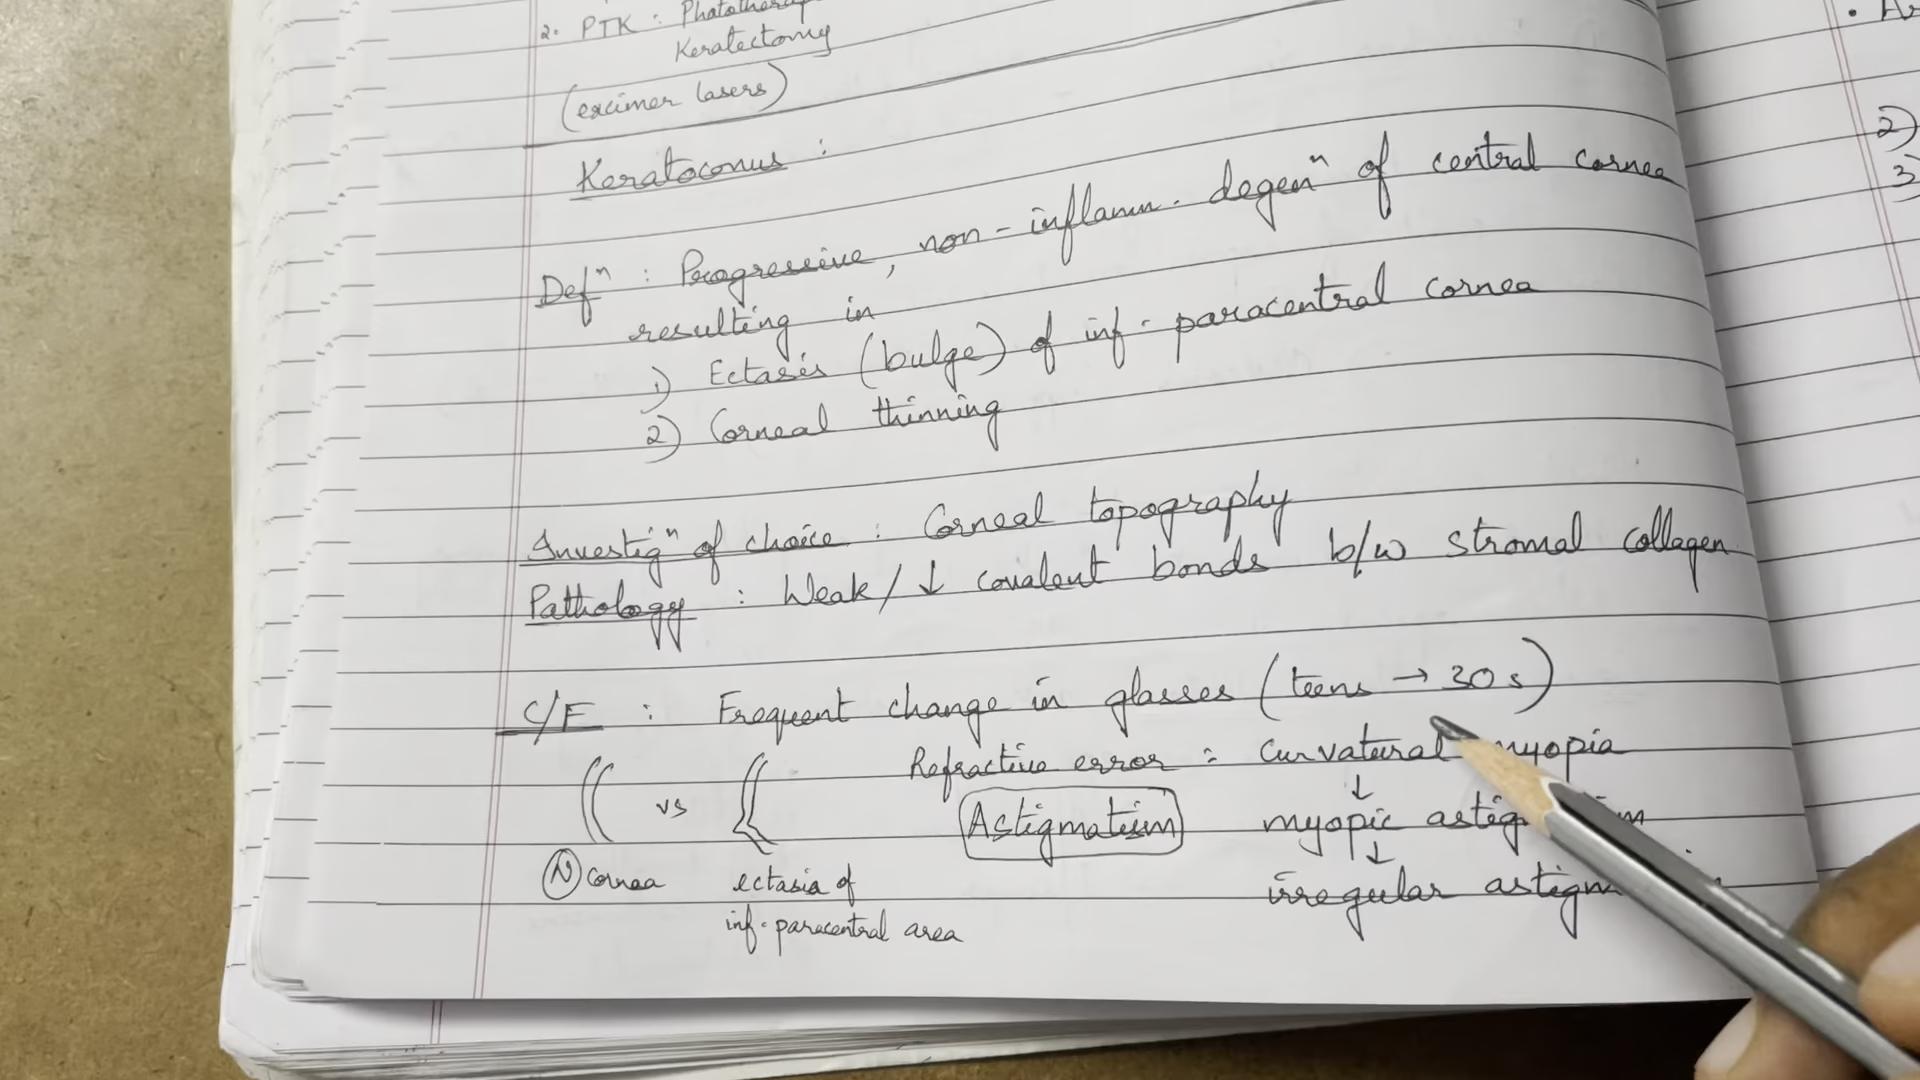 2. PTK : Phototherap
Keratectomy
(excimer lasers)
Keratoconus :
Defⁿ : Progressive, non-inflamm. degenⁿ of central cornea
resulting in
1) Ectasis (bulge) of inf. paracentral cornea
2) Corneal thinning
Investigⁿ of choice : Corneal topography
Pathology : Weak/↓ covalent bonds b/w stromal collagen
C/F : Frequent change in glasses (teens → 30s)
Refractive error : Curvatural myopia
vs
Astigmatism
↓
myopic astig
↓
irregular astigm
(N) cornea
ectasia of
inf. paracentral area
2)
3)